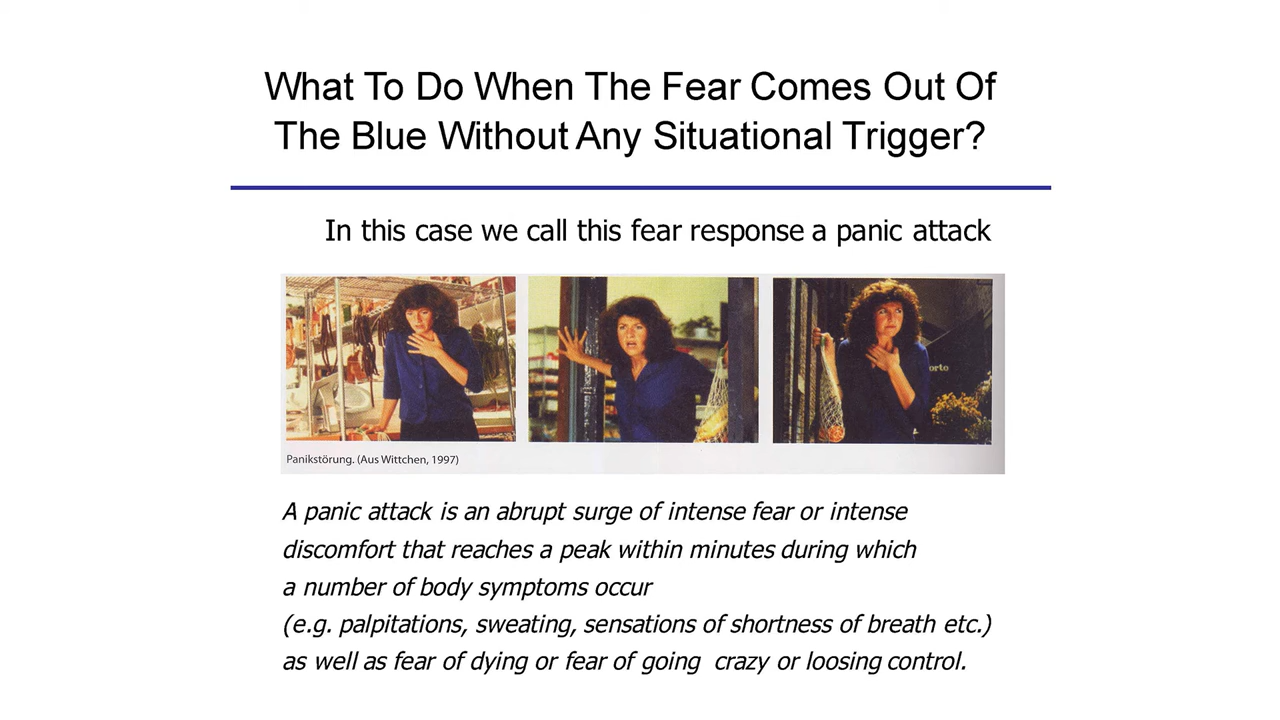 What To Do When The Fear Comes Out Of
The Blue Without Any Situational Trigger?
In this case we call this fear response a panic attack
orto
Panikstörung. (Aus Wittchen, 1997)
A panic attack is an abrupt surge of intense fear or intense
discomfort that reaches a peak within minutes during which
a number of body symptoms occur
(e.g. palpitations, sweating, sensations of shortness of breath etc.)
as well as fear of dying or fear of going crazy or loosing control.